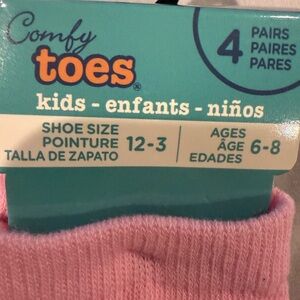 Comfy
toes®
4 PAIRS
PAIRES
PARES
kids - enfants - niños
SHOE SIZE
POINTURE 12-3
TALLA DE ZAPATO
AGES
ÂGE 6-8
EDADES